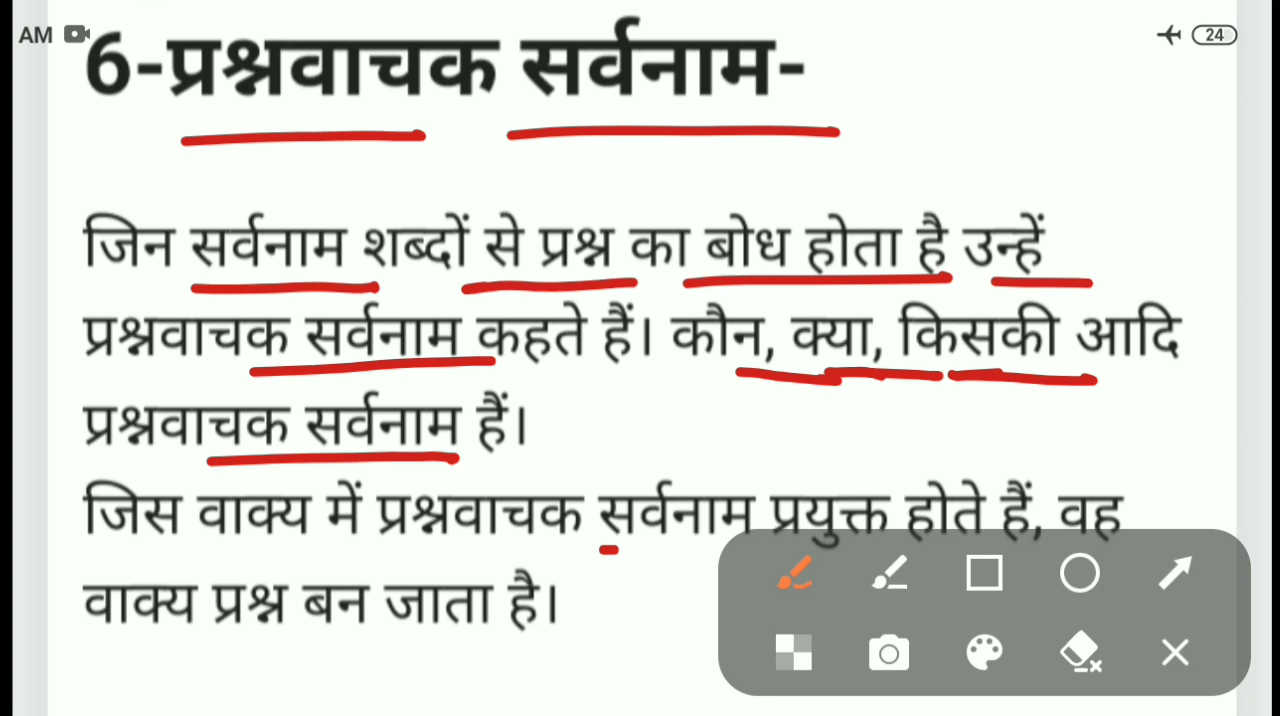 AM
24
6-प्रश्नवाचक सर्वनाम-
जिन सर्वनाम शब्दों से प्रश्न का बोध होता है उन्हें
प्रश्नवाचक सर्वनाम कहते हैं। कौन, क्या, किसकी आदि
प्रश्नवाचक सर्वनाम हैं।
जिस वाक्य में प्रश्नवाचक सर्वनाम प्रयुक्त होते हैं, वह
वाक्य प्रश्न बन जाता है।